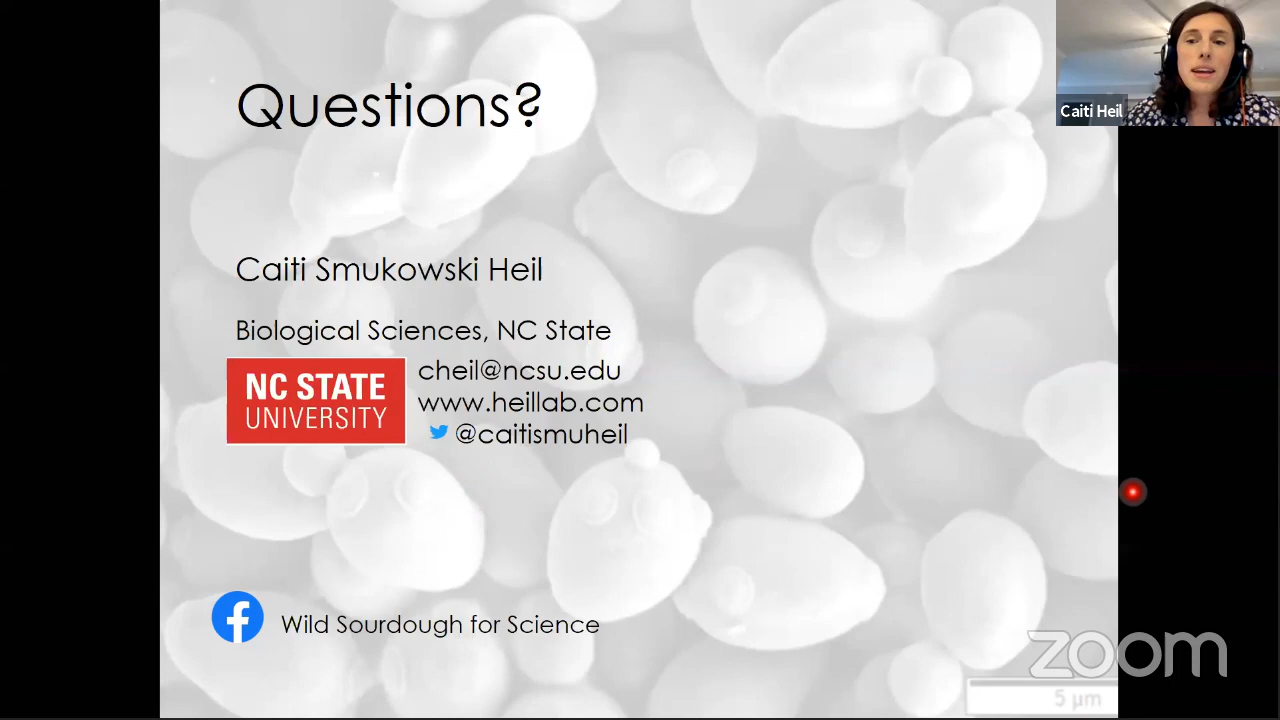 Questions?
Caiti Heil
Caiti Smukowski Heil
Biological Sciences, NC State
NC STATE
UNIVERSITY
cheil@ncsu.edu
www.heillab.com
@caitismuheil
Wild Sourdough for Science
zoom
5 µm